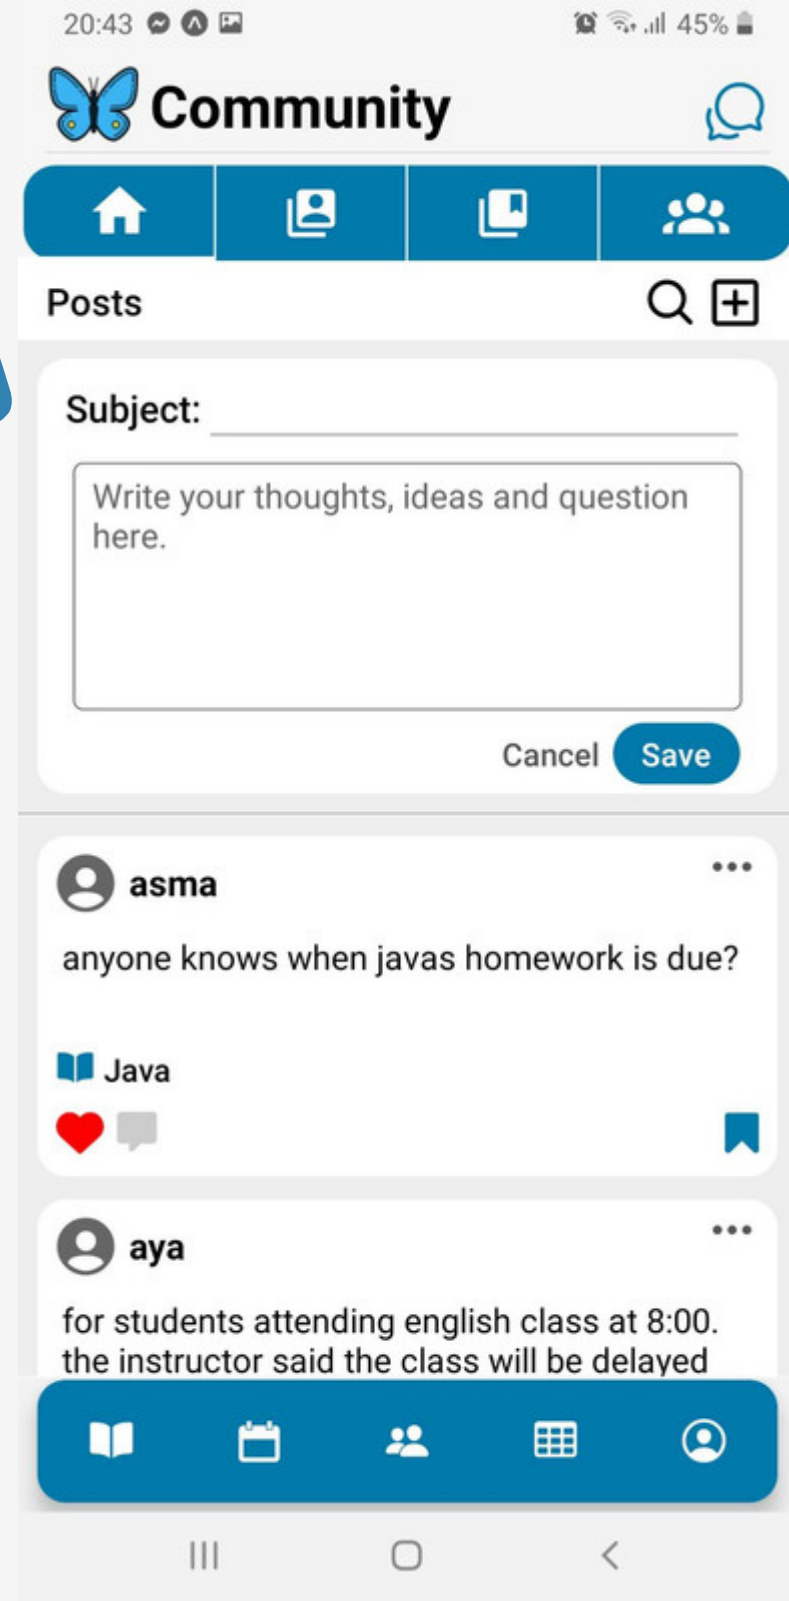 20:43 45%
Community
Posts
Subject:
Write your thoughts, ideas and question
here.
Cancel Save
asma
anyone knows when javas homework is due?
Java
aya
for students attending english class at 8:00.
the instructor said the class will be delayed